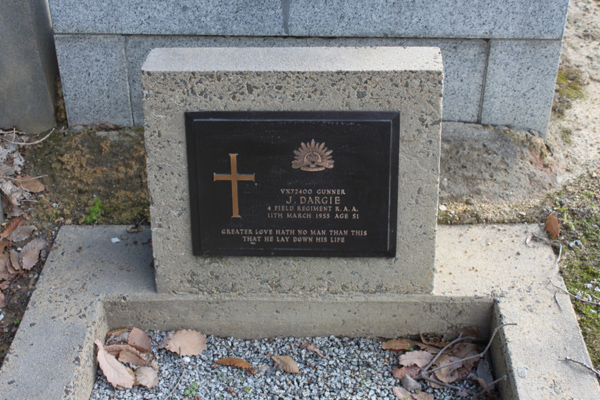 VX72400 GUNNER
J. DARGIE
4 FIELD REGIMENT R.A.A.
11TH MARCH 1955 AGE 51
GREATER LOVE HATH NO MAN THAN THIS
THAT HE LAY DOWN HIS LIFE